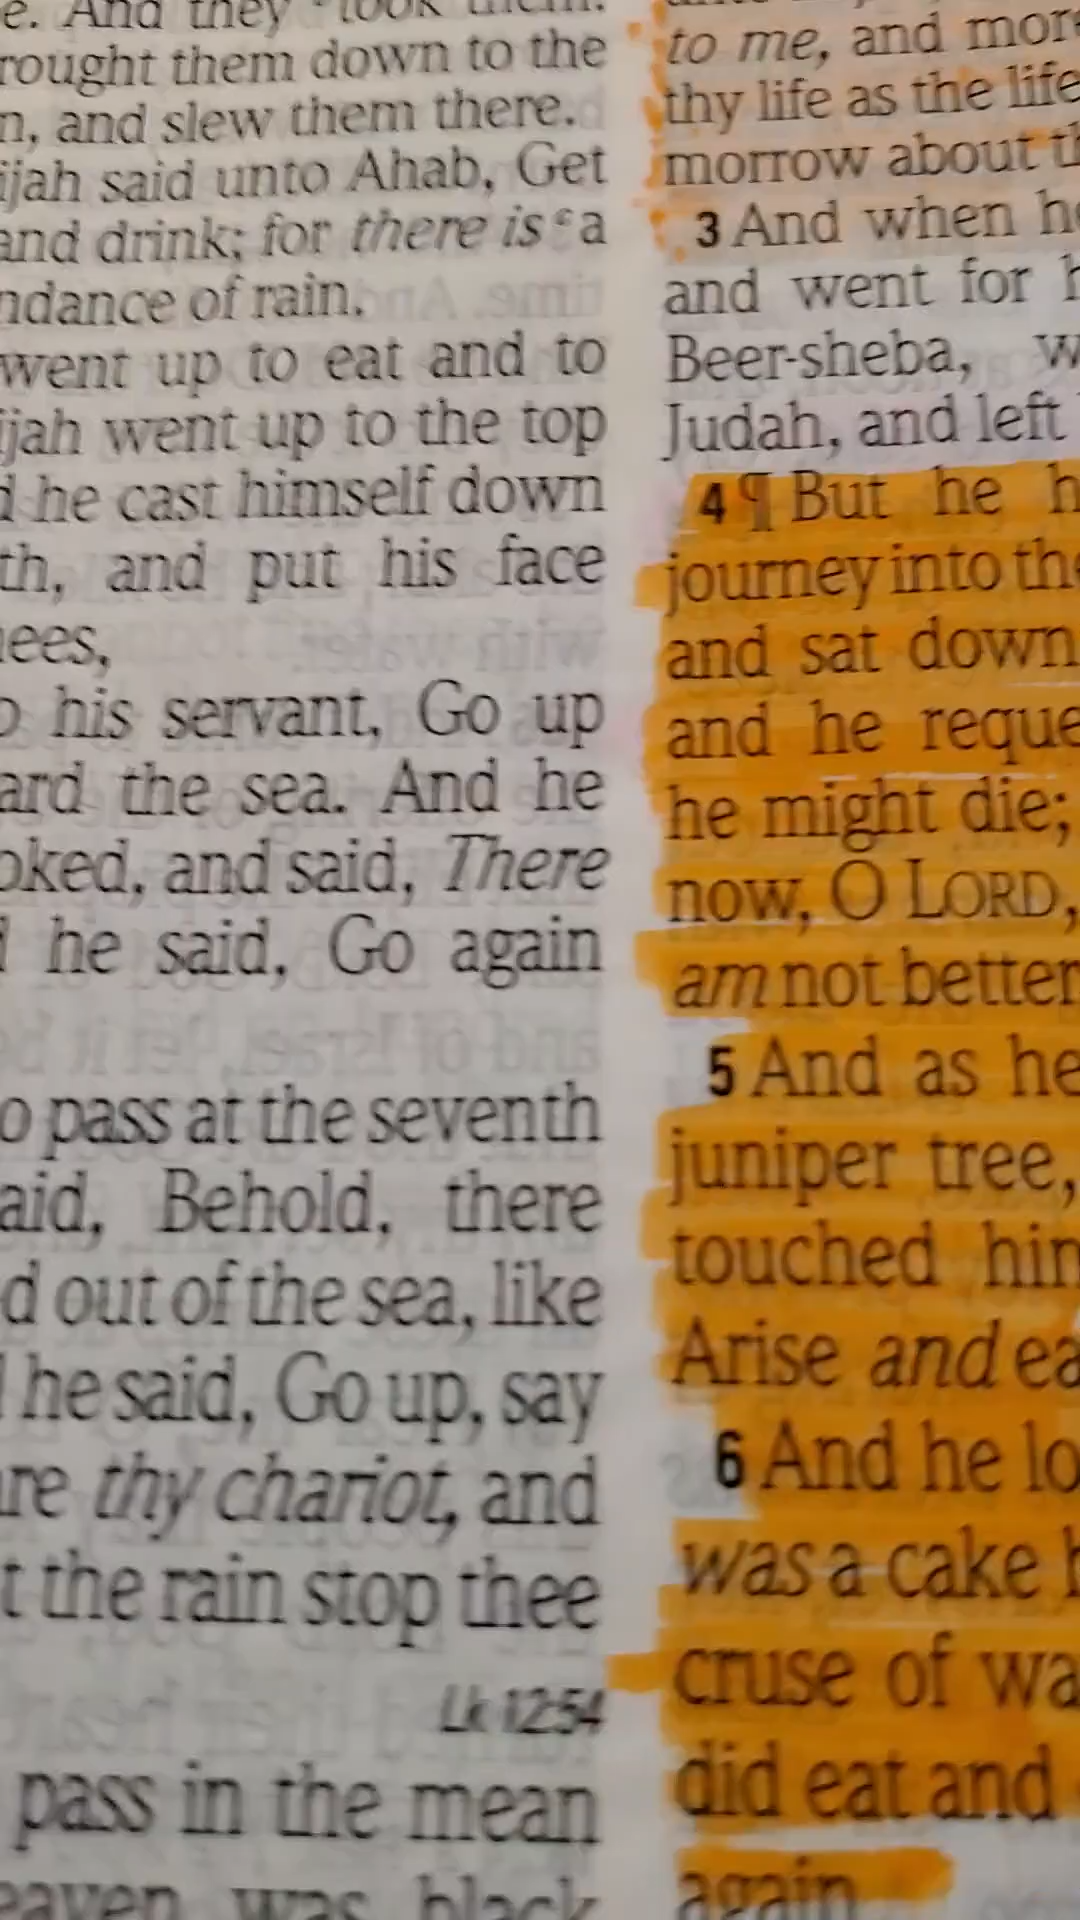 e. And they took them:
rought them down to the
n, and slew them there.
ijah said unto Ahab, Get
and drink; for there is c a
ndance of rain.
went up to eat and to
ijah went up to the top
d he cast himself down
th, and put his face
nees,
o his servant, Go up
ard the sea. And he
oked, and said, There
d he said, Go again
o pass at the seventh
aid, Behold, there
d out of the sea, like
he said, Go up, say
are thy chariot, and
t the rain stop thee
Lk 12:54
pass in the mean
eaven was black
to me, and mor
thy life as the life
morrow about th
3 And when he
and went for h
Beer-sheba, w
Judah, and left
4 ¶ But he h
journey into the
and sat down
and he reque
he might die;
now, O LORD,
am not better
5 And as he
juniper tree,
touched him
Arise and ea
6 And he lo
was a cake b
cruse of wa
did eat and
again